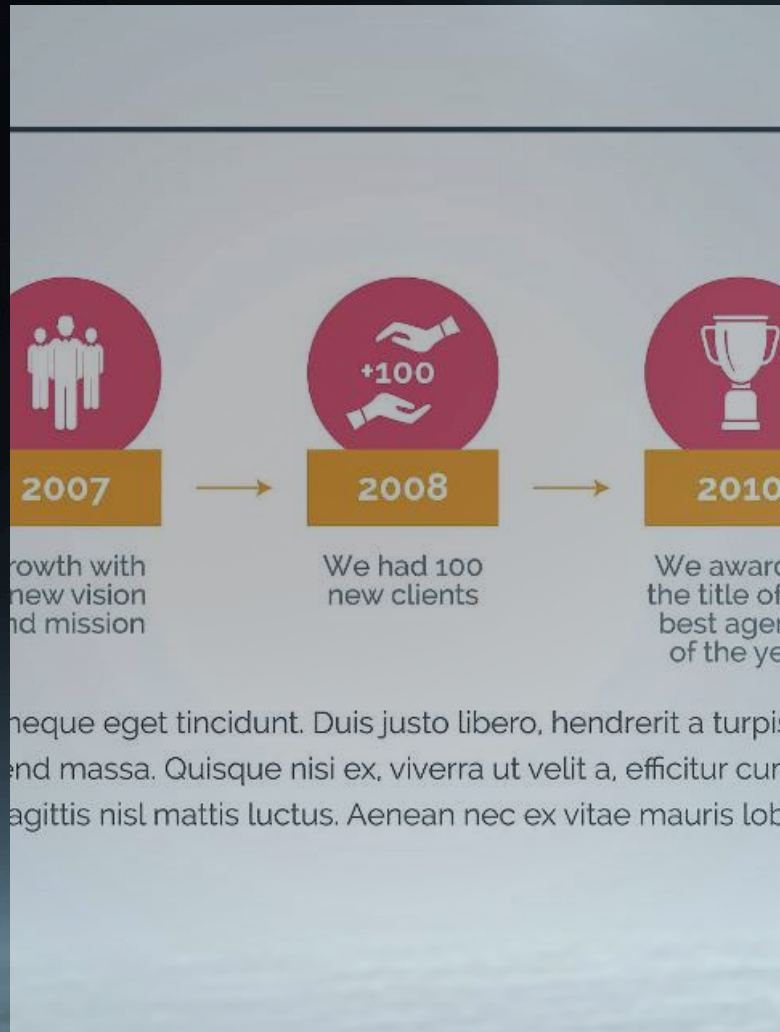 +100
2007
2008
2010
rowth with
new vision
nd mission
We had 100
new clients
We awar
the title of
best agen
of the ye
neque eget tincidunt. Duis justo libero, hendrerit a turpis
end massa. Quisque nisi ex, viverra ut velit a, efficitur cur
agittis nisl mattis luctus. Aenean nec ex vitae mauris lob